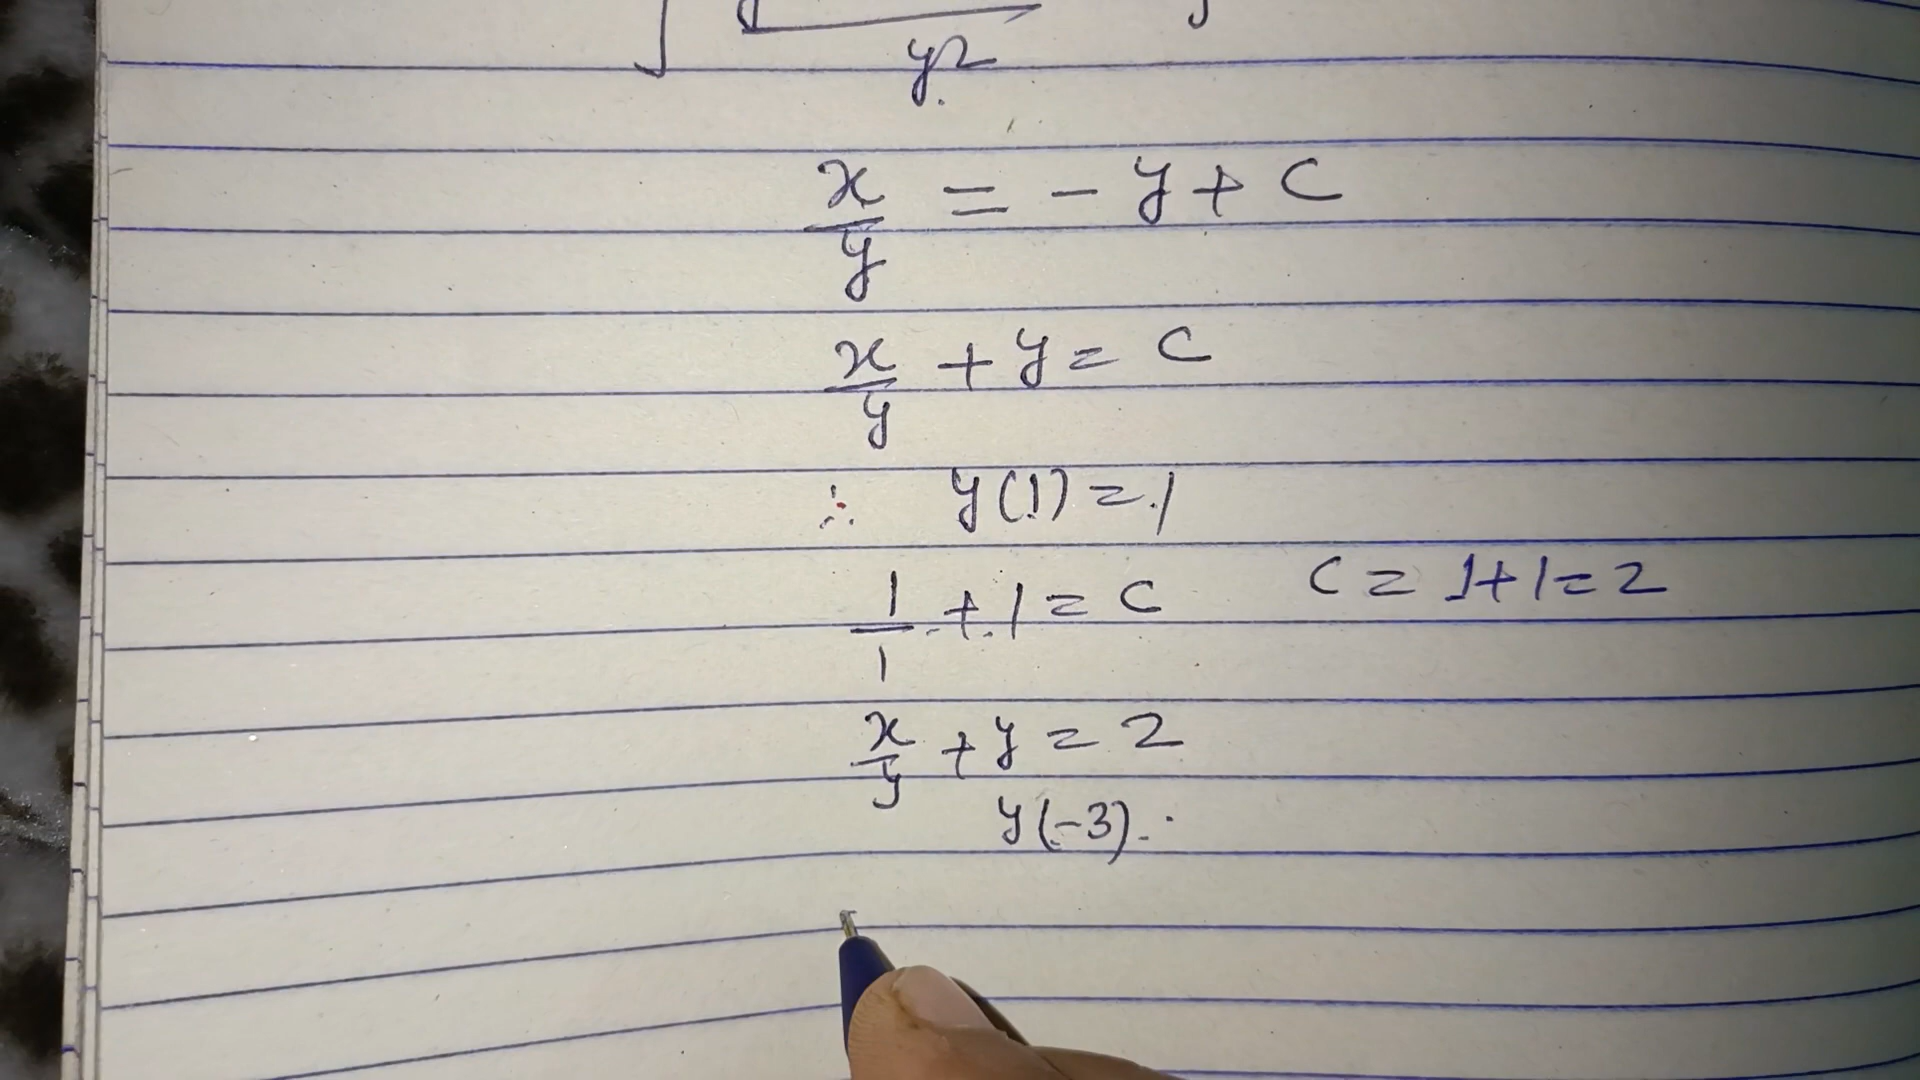 y2
x/y = - y + C
x/y + y = C
∴ y(1) = 1
1/1 + 1 = C C = 1+1=2
x/y + y = 2
y(-3).